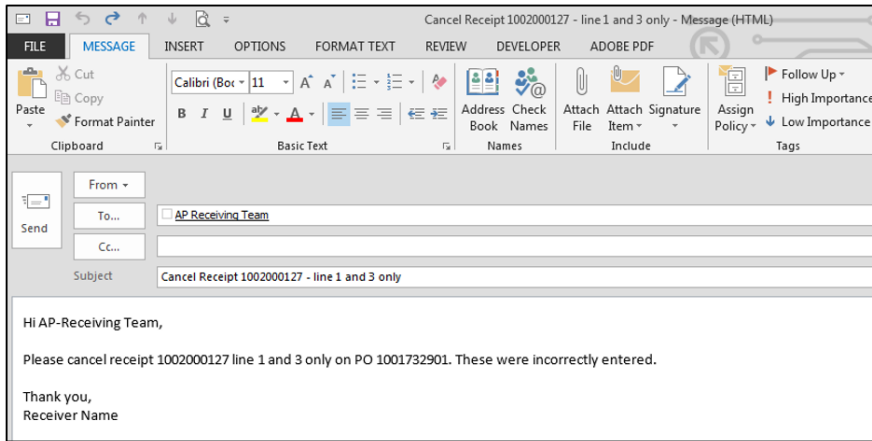 Cancel Receipt 1002000127 - line 1 and 3 only - Message (HTML)
FILE MESSAGE INSERT OPTIONS FORMAT TEXT REVIEW DEVELOPER ADOBE PDF
Cut
Copy
Format Painter
Paste
Clipboard
Calibri (Boc 11
B I U
Basic Text
Address Book
Check Names
Names
Attach File
Attach Item
Signature
Include
Assign Policy
Follow Up
High Importance
Low Importance
Tags
Send
From
To... AP Receiving Team
Cc...
Subject Cancel Receipt 1002000127 - line 1 and 3 only
Hi AP-Receiving Team,
Please cancel receipt 1002000127 line 1 and 3 only on PO 1001732901. These were incorrectly entered.
Thank you,
Receiver Name